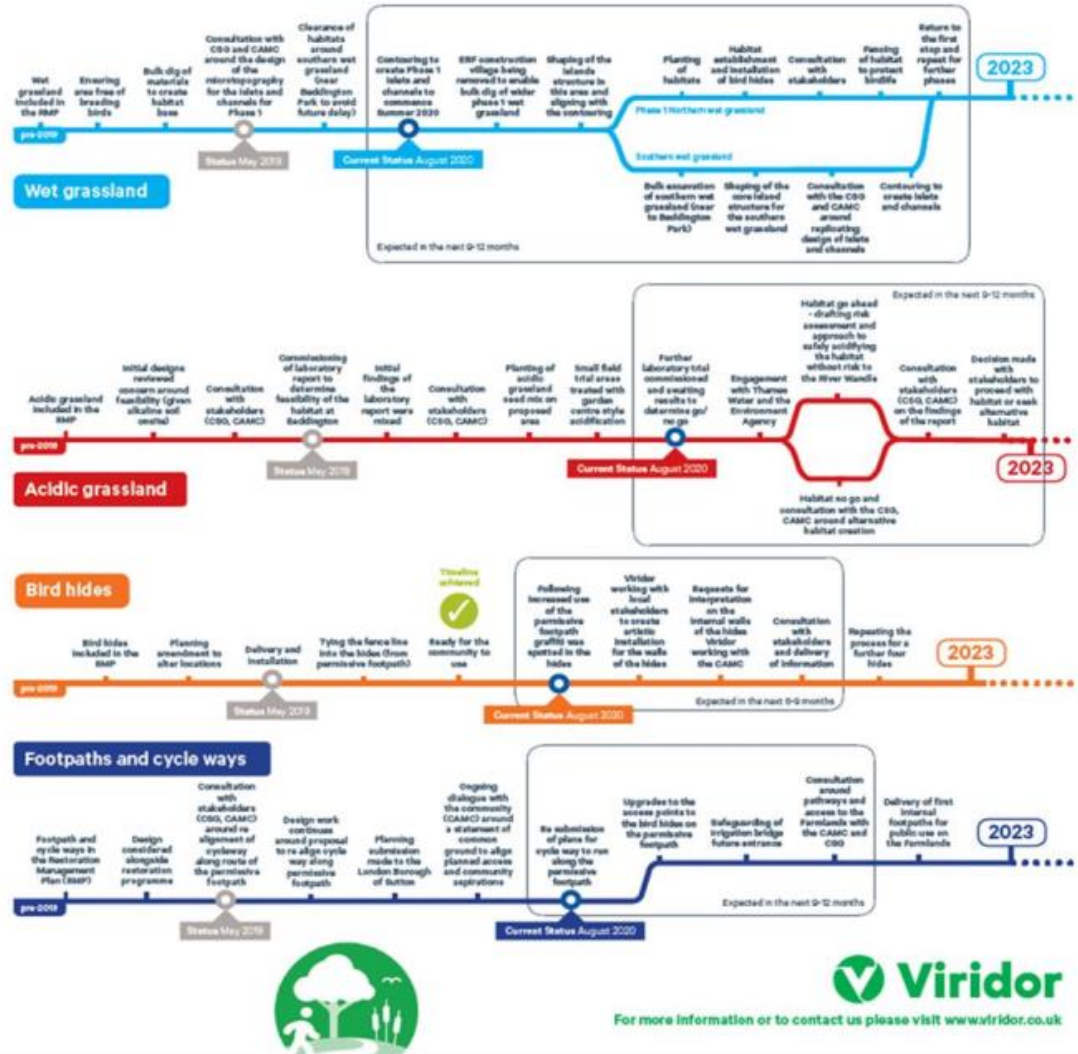 Wet
grassland
included in
the RMP
Ensuring
area free of
breeding
birds
Bulk dig of
materials
to create
habitat
base
Consultation with
CSG and CAMC
around the design
of the
microtopography
for the islets and
channels for
Phase 1
Clearance of
habitats
around
southern wet
grassland
(near
Beddington
Park to avoid
future delay)
Contouring to
create Phase 1
islets and
channels to
commence
Summer 2020
ERF construction
village being
removed to enable
bulk dig of wider
phase 1 wet
grassland
Shaping of the
islands
structure in
this area and
aligning with
the contouring
Planting
of
habitats
Habitat
establishment
and installation
of bird hides
Consultation
with
stakeholders
Fencing
of habitat
to protect
birdlife
Return to
the first
step and
repeat for
further
phases
2023
Phase 1 Northern wet grassland
pre-2019
Status May 2019
Current Status August 2020
Southern wet grassland
Wet grassland
Bulk excavation
of southern wet
grassland (near
to Beddington
Park)
Shaping of the
core island
structure for
the southern
wet grassland
Consultation
with the CSG
and CAMC
around
replicating
design of islets
and channels
Contouring to
create islets
and channels
Expected in the next 9-12 months
Expected in the next 9-12 months
Acidic grassland
included in the
RMP
Initial designs
reviewed
concern around
feasibility (given
alkaline soil
onsite)
Consultation
with
stakeholders
(CSG, CAMC)
Commissioning
of laboratory
report to
determine
feasibility of the
habitat at
Beddington
Initial
findings of
the
laboratory
report were
mixed
Consultation
with
stakeholders
(CSG, CAMC)
Planting of
acidic
grassland
seed mix on
proposed
area
Small field
trial areas
treated with
garden
centre style
acidification
Further
laboratory trial
commissioned
and awaiting
results to
determine go/
no go
Engagement
with Thames
Water and the
Environment
Agency
Habitat go ahead
- drafting risk
assessment and
approach to
safely acidifying
the habitat
without risk to
the River Wandle
Consultation
with
stakeholders
(CSG, CAMC)
on the findings
of the report
Decision made
with
stakeholders to
proceed with
habitat or seek
alternative
habitat
pre-2019
Status May 2019
Current Status August 2020
2023
Acidic grassland
Habitat no go and
consultation with the CSG,
CAMC around alternative
habitat creation
Bird hides
Timeline
achieved
Bird hides
included in the
RMP
Planning
amendment to
alter locations
Delivery and
installation
Tying the fence line
into the hides (from
permissive footpath)
Ready for the
community to
use
Following
increased use
of the
permissive
footpath
graffiti was
spotted in the
hides
Viridor
working with
local
stakeholders
to create
artistic
installation
for the walls
of the hides
Requests for
interpretation
on the
internal walls
of the hides
Viridor
working with
the CAMC
Consultation
with
stakeholders
and delivery
of information
Repeating the
process for a
further four
hides
2023
pre-2019
Status May 2019
Current Status August 2020
Expected in the next 6-9 months
Footpaths and cycle ways
Footpath and
cycle ways in
the Restoration
Management
Plan (RMP)
Design
considered
alongside
restoration
programme
Consultation
with
stakeholders
(CSG, CAMC)
around re
alignment of
cycleway
along route of
the permissive
footpath
Design work
continues
around proposal
to re align cycle
way along
permissive
footpath
Planning
submission
made to the
London Borough
of Sutton
Ongoing
dialogue with
the community
(CAMC) around
a statement of
common
ground to align
planned access
and community
aspirations
Re submission
of plans for
cycle way to run
along the
permissive
footpath
Upgrades to the
access points to
the bird hides on
the permissive
footpath
Safeguarding of
irrigation bridge
future entrance
Consultation
around
pathways and
access to the
Farmlands with
the CAMC and
CSG
Delivery of first
internal
footpaths for
public use on
the Farmlands
2023
pre-2019
Status May 2019
Current Status August 2020
Expected in the next 9-12 months
Viridor
For more information or to contact us please visit www.viridor.co.uk